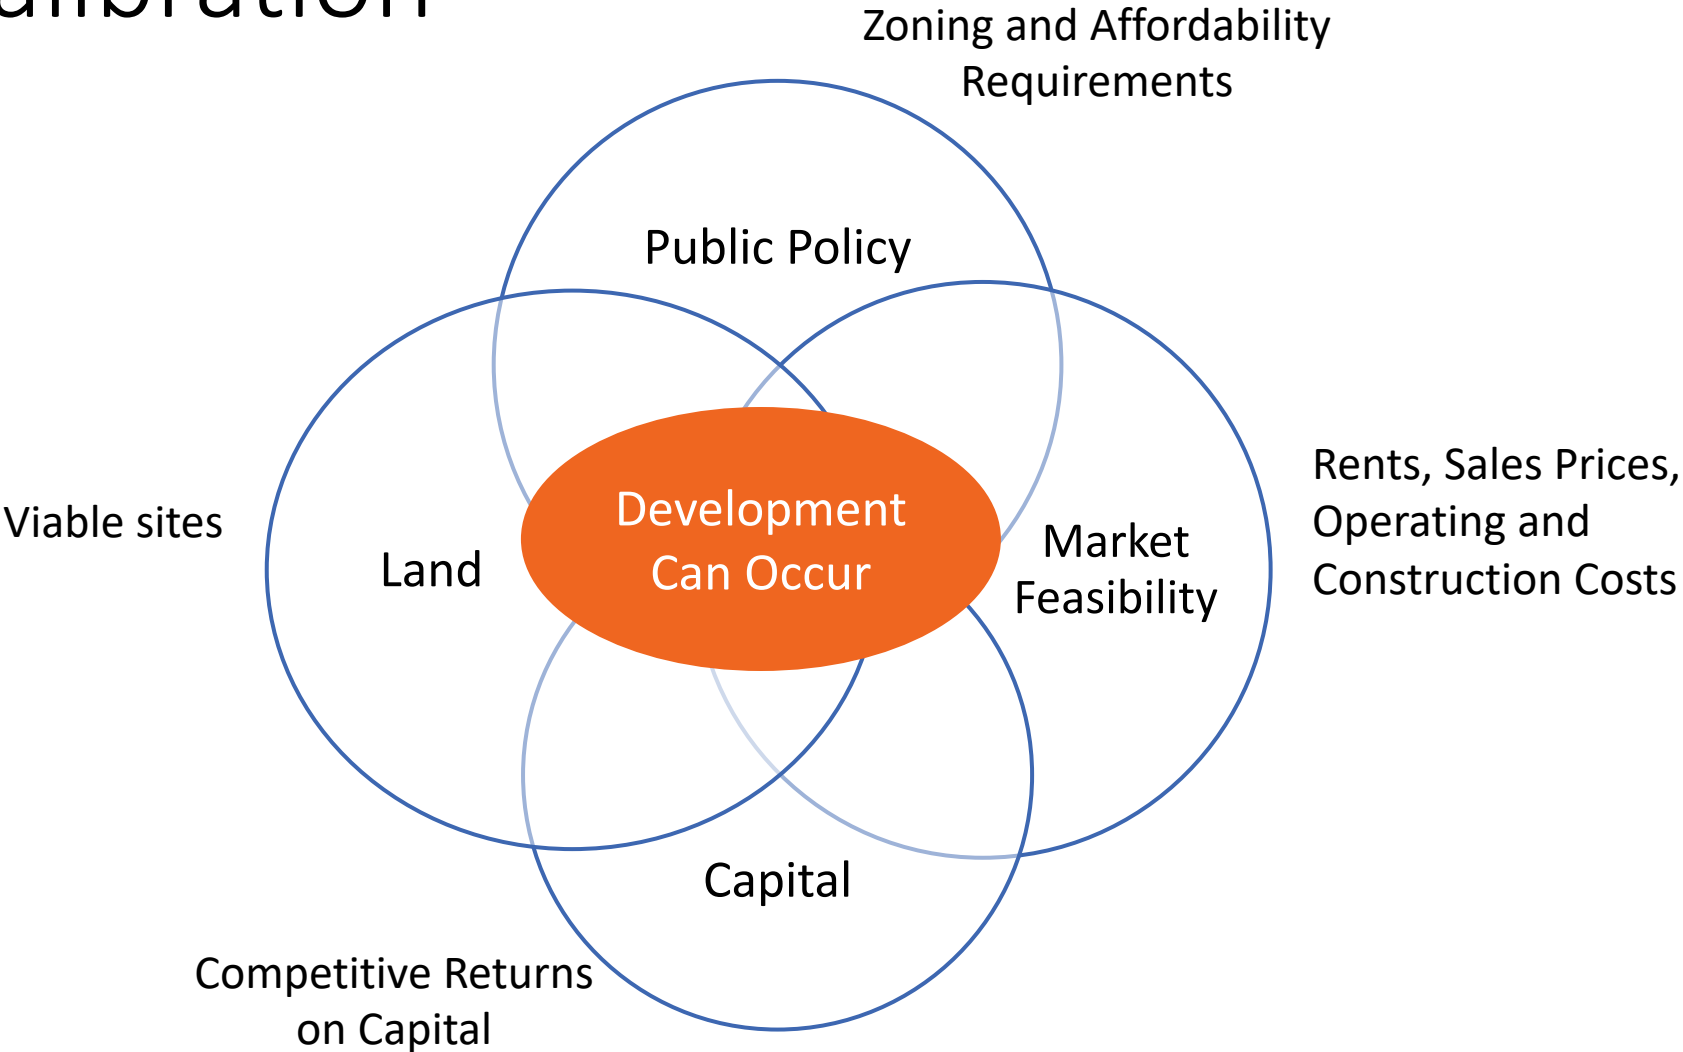 Zoning and Affordability
Requirements
Public Policy
Development
Can Occur
Viable sites
Land
Market
Feasibility
Rents, Sales Prices,
Operating and
Construction Costs
Capital
Competitive Returns
on Capital